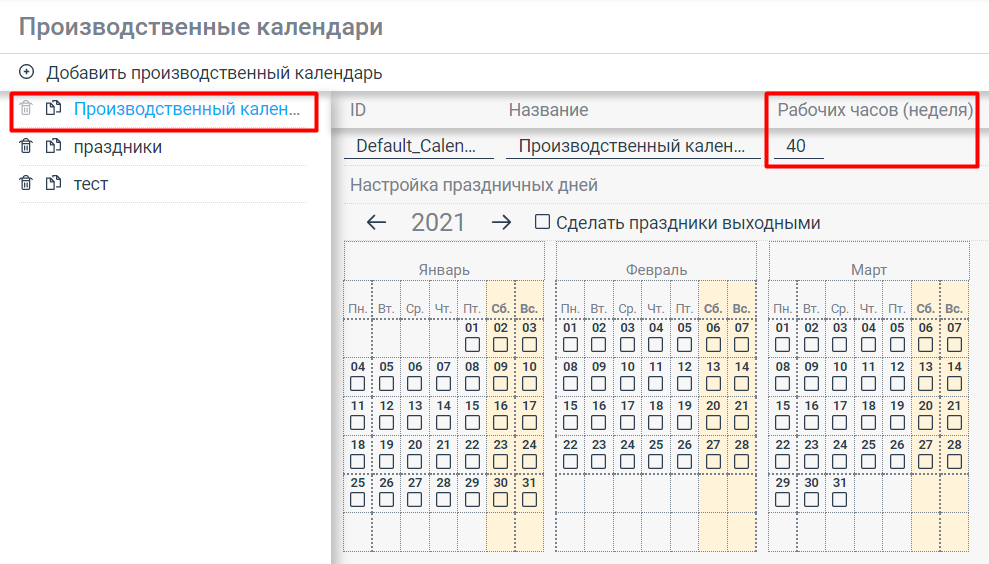 Производственные календари
Добавить производственный календарь
Производственный кален...
праздники
тест
ID Название Рабочих часов (неделя)
Default_Calen... Производственный кален... 40
Настройка праздничных дней
2021 Сделать праздники выходными
Январь Февраль Март
Пн. Вт. Ср. Чт. Пт. Сб. Вс. Пн. Вт. Ср. Чт. Пт. Сб. Вс. Пн. Вт. Ср. Чт. Пт. Сб. Вс.
01 02 03 01 02 03 04 05 06 07 01 02 03 04 05 06 07
04 05 06 07 08 09 10 08 09 10 11 12 13 14 08 09 10 11 12 13 14
11 12 13 14 15 16 17 15 16 17 18 19 20 21 15 16 17 18 19 20 21
18 19 20 21 22 23 24 22 23 24 25 26 27 28 22 23 24 25 26 27 28
25 26 27 28 29 30 31 29 30 31